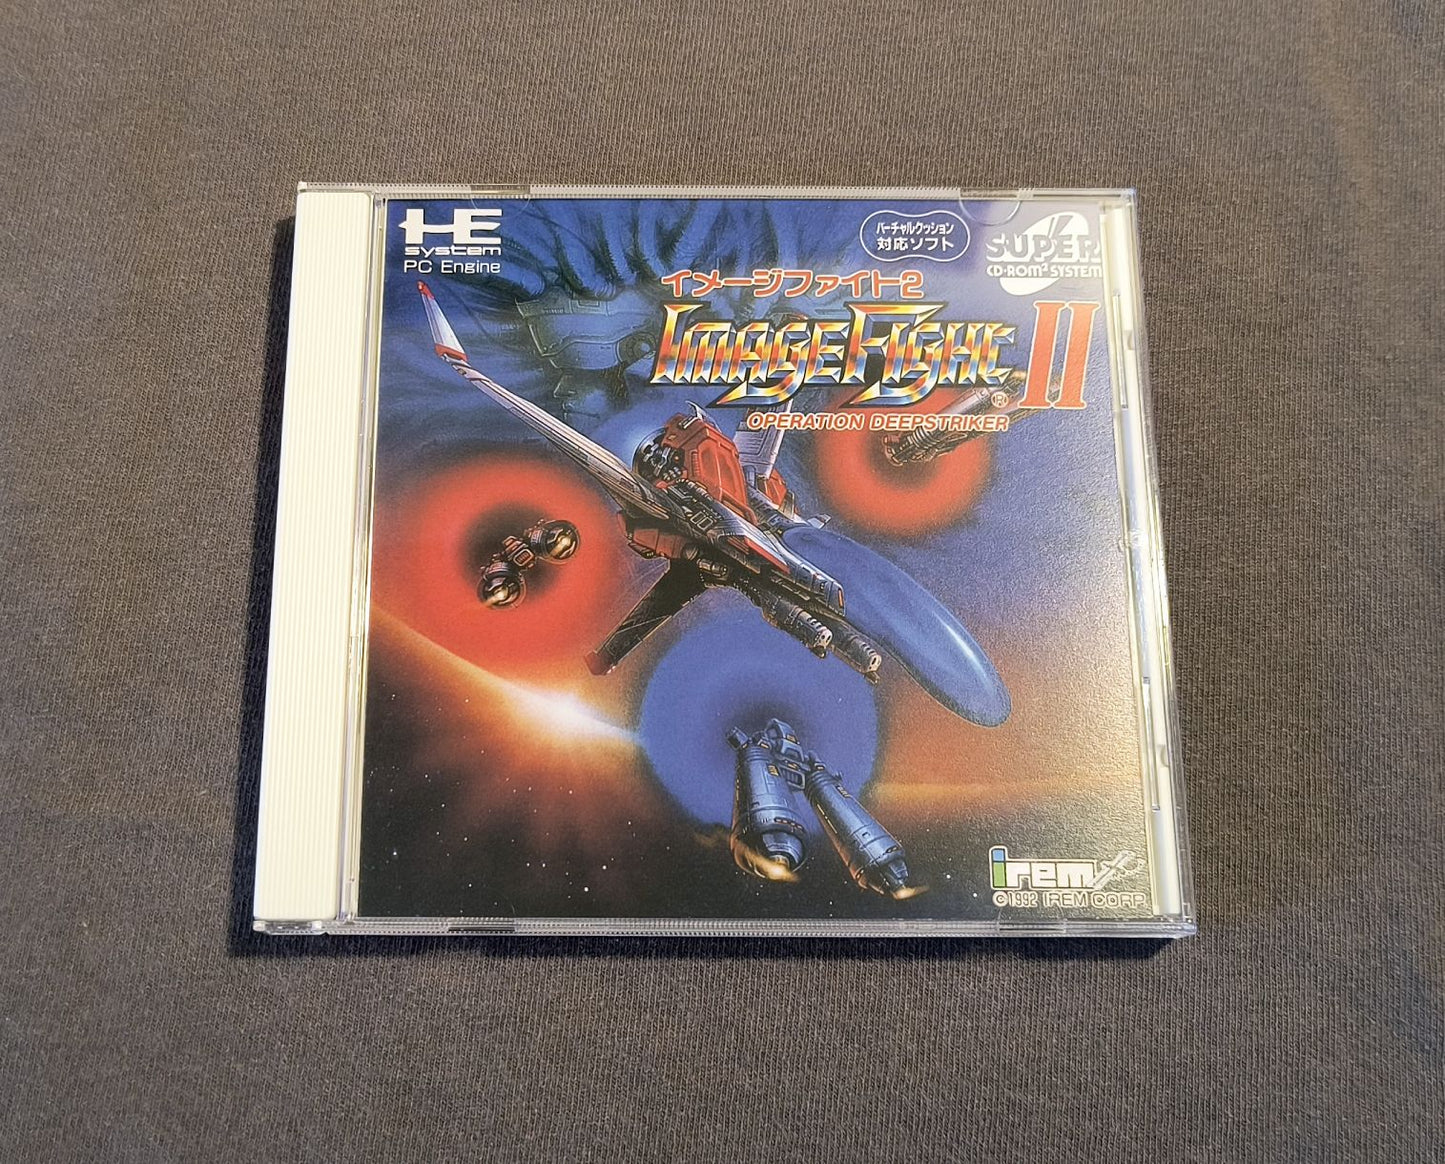 HE
system
PC Engine
バーチャルクッション
対応ソフト
SUPER
CD-ROM² SYSTEM
イメージファイト2
IMAGE FIGHT II
®
OPERATION DEEPSTRIKER
irem
©1992 IREM CORP.